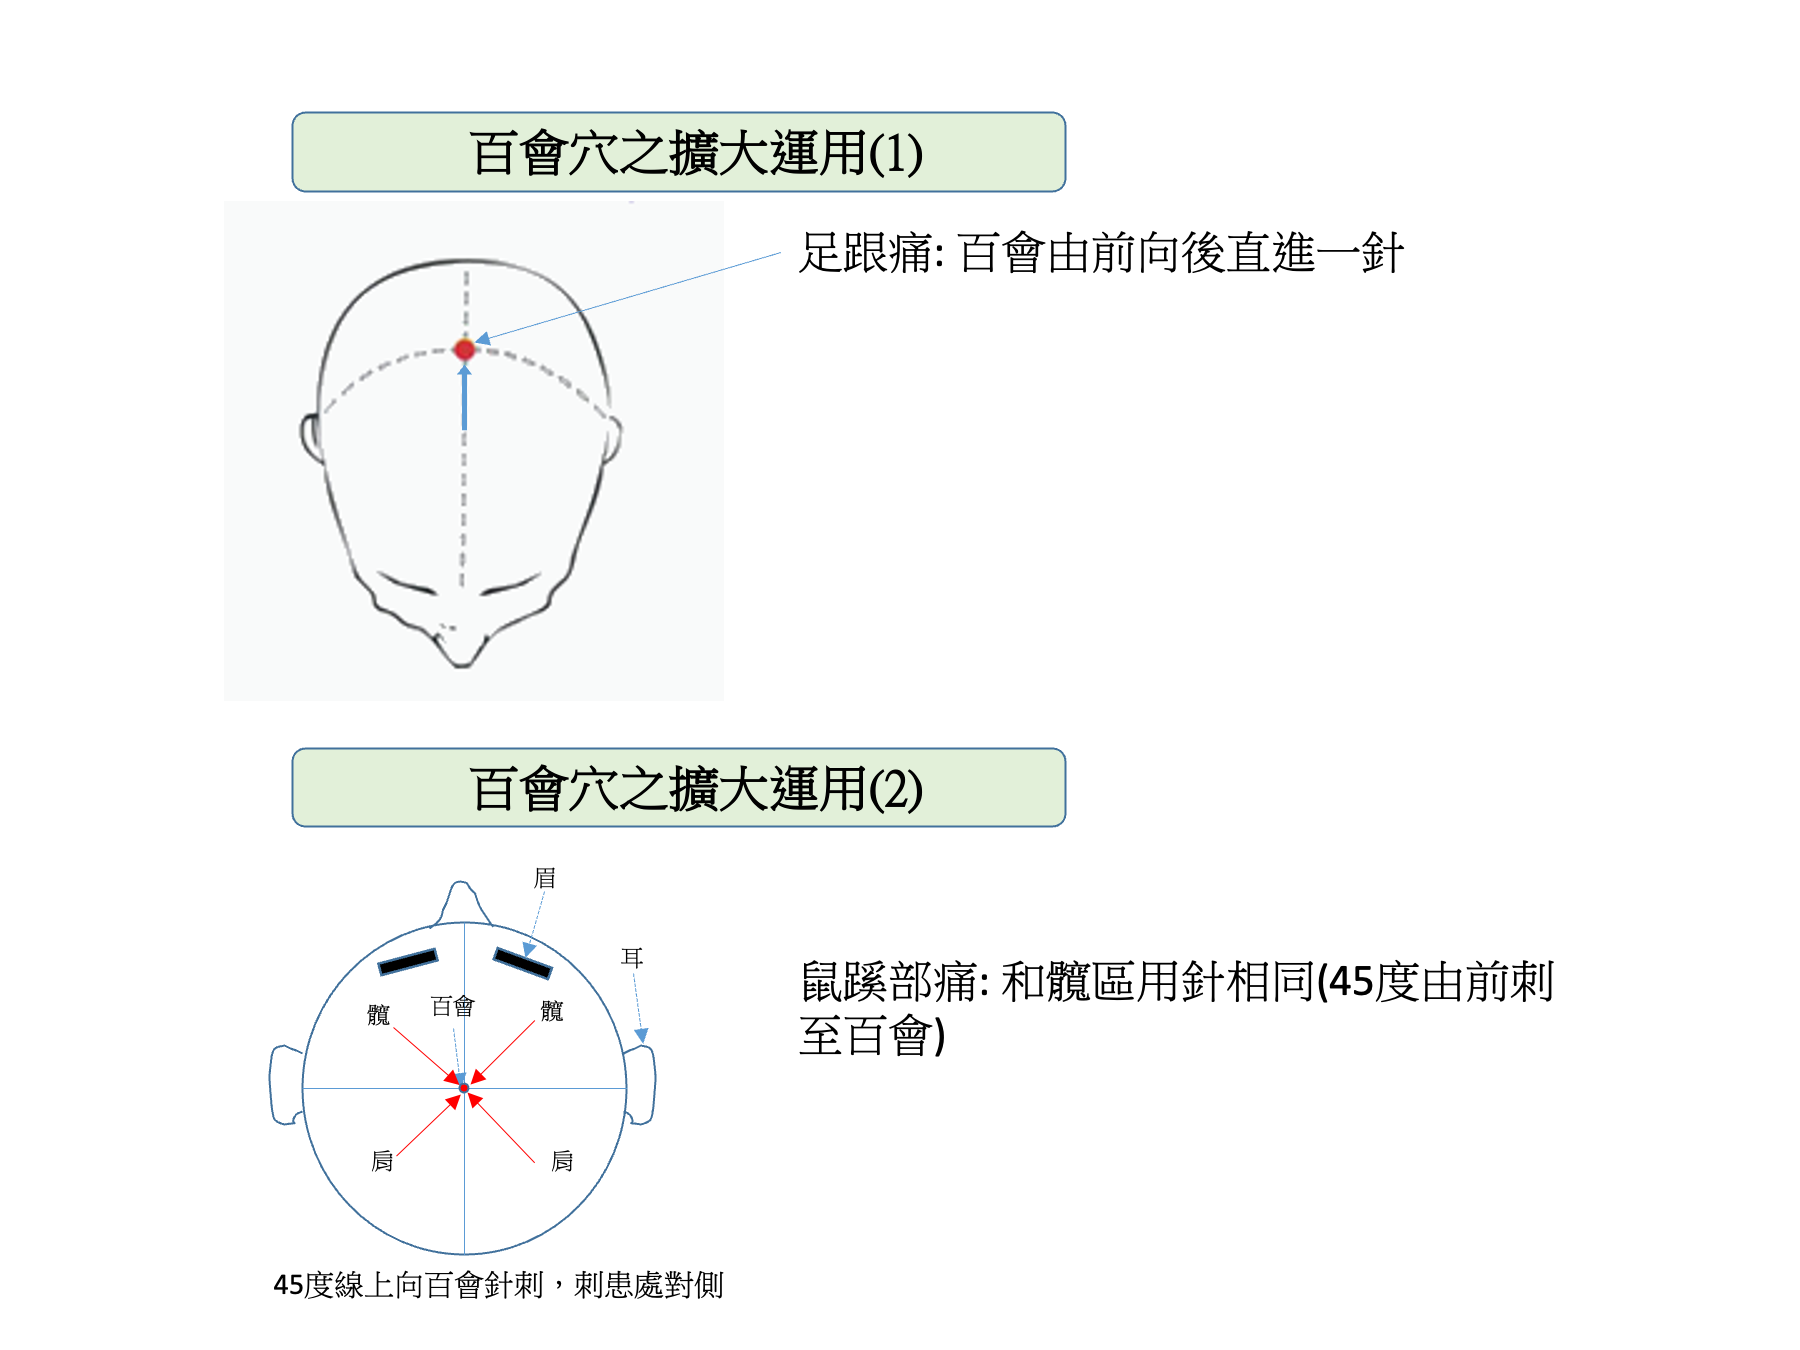 百會穴之擴大運用(1)
足跟痛: 百會由前向後直進一針
百會穴之擴大運用(2)
眉
耳
髖
百會
髖
鼠蹊部痛: 和髖區用針相同(45度由前刺
至百會)
肩
肩
45度線上向百會針刺，刺患處對側